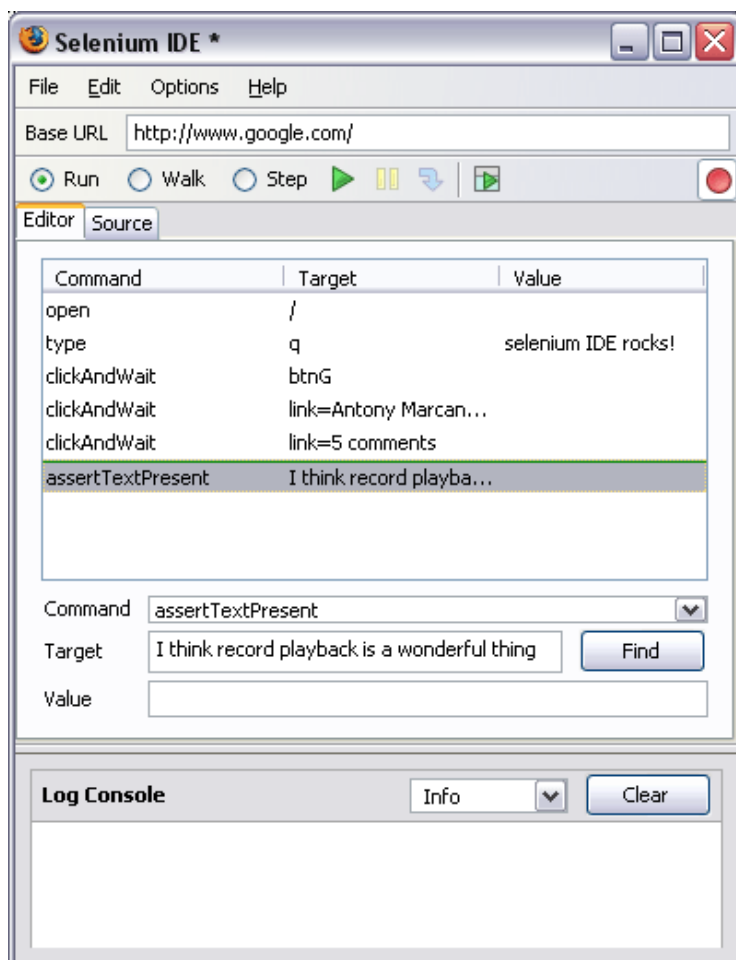 Selenium IDE *
File Edit Options Help
Base URL http://www.google.com/
Run Walk Step
Editor Source
Command Target Value
open /
type q selenium IDE rocks!
clickAndWait btnG
clickAndWait link=Antony Marcan...
clickAndWait link=5 comments
assertTextPresent I think record playba...
Command assertTextPresent
Target I think record playback is a wonderful thing Find
Value
Log Console Info Clear